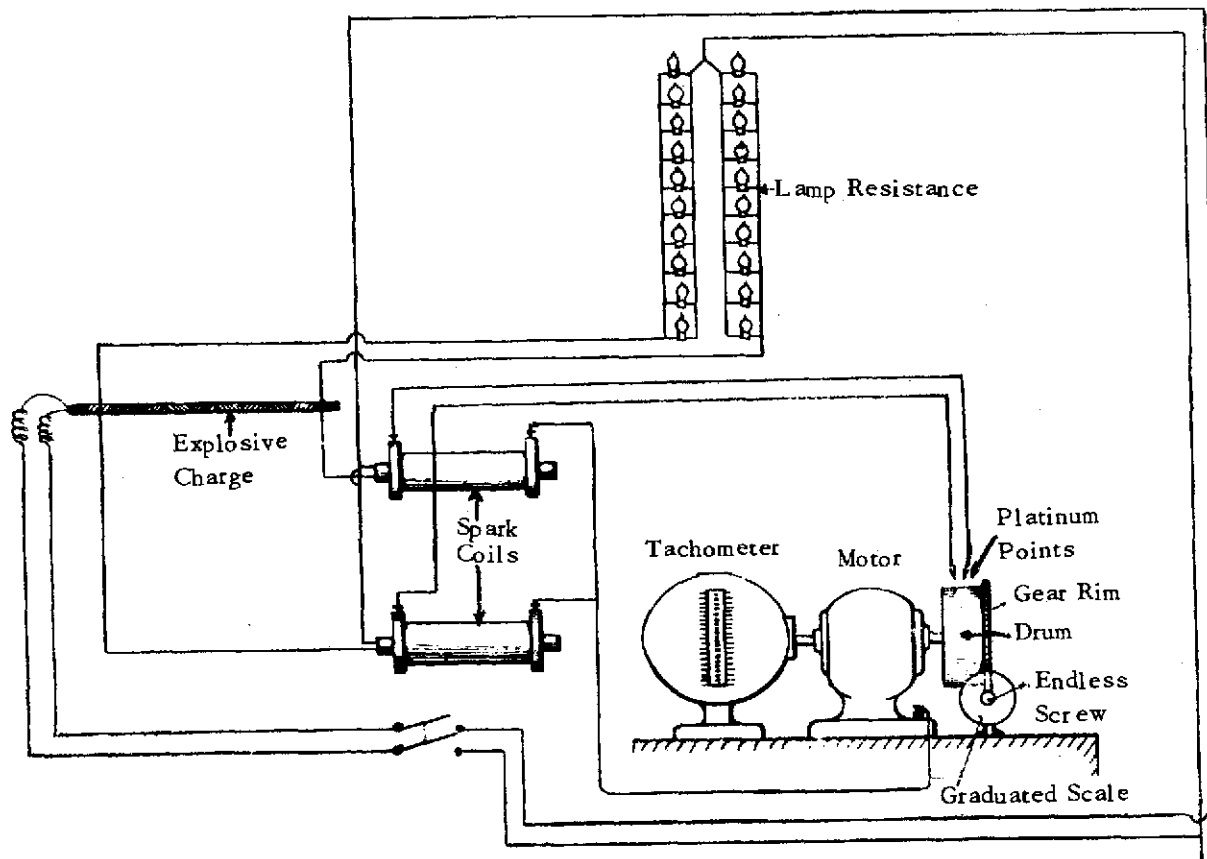 Lamp Resistance
Explosive
Charge
Spark
Coils
Platinum
Points
Tachometer
Motor
Gear Rim
Drum
Endless
Screw
Graduated Scale